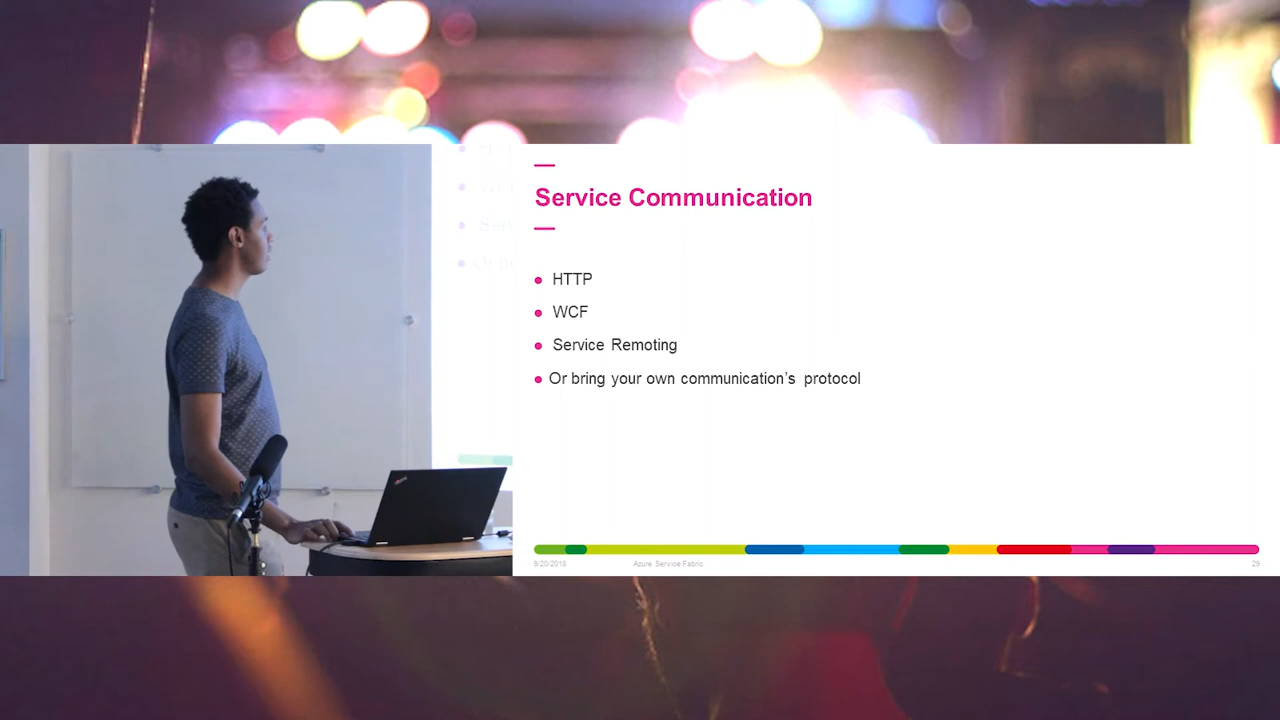 Service Communication
HTTP
WCF
Service Remoting
Or bring your own communication’s protocol
9/20/2018
Azure Service Fabric
29